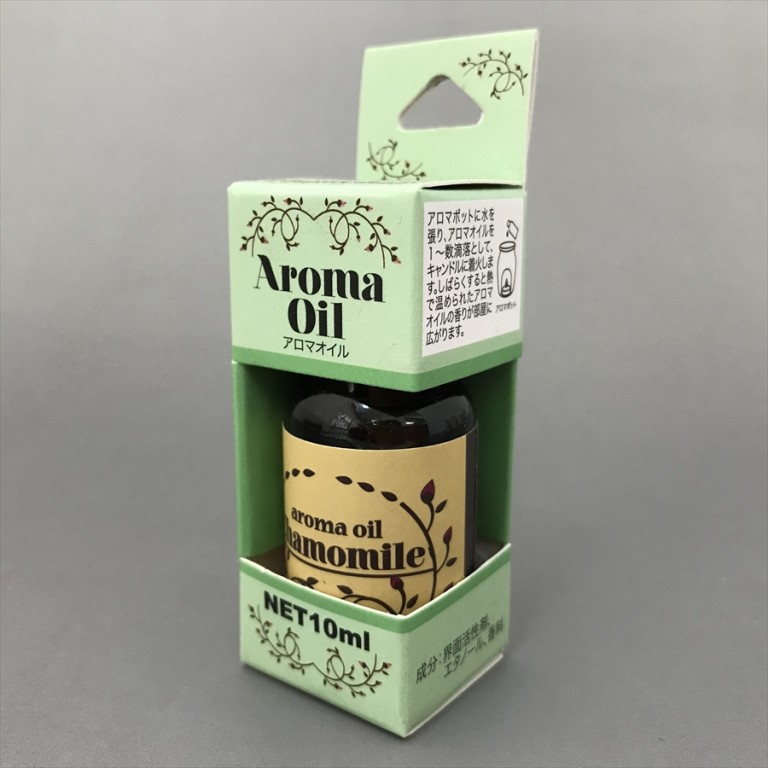 Aroma
Oil
アロマオイル
アロマポットに水を
張り、アロマオイルを
1〜数滴落として、
キャンドルに着火しま
す。しばらくすると熱
で温められたアロマ
オイルの香りが部屋に
広がります。
アロマポット
aroma oil
hamomile
NET10ml
成分:界面活性剤、
エタノール、香料